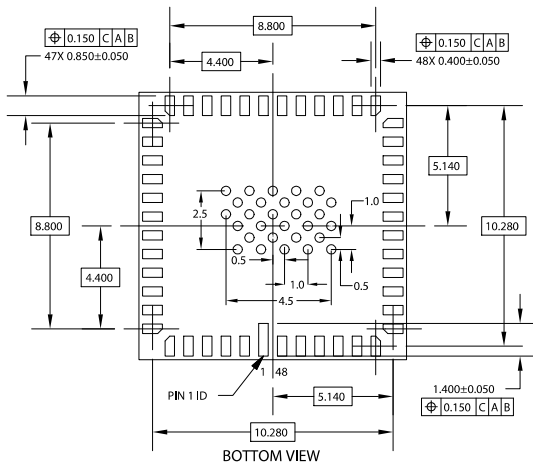 8.800
⌖ 0.150 C A B
47X 0.850±0.050
4.400
⌖ 0.150 C A B
48X 0.400±0.050
5.140
8.800
2.5
1.0
10.280
4.400
0.5
1.0
0.5
4.5
1 48
PIN 1 ID
5.140
1.400±0.050
⌖ 0.150 C A B
10.280
BOTTOM VIEW